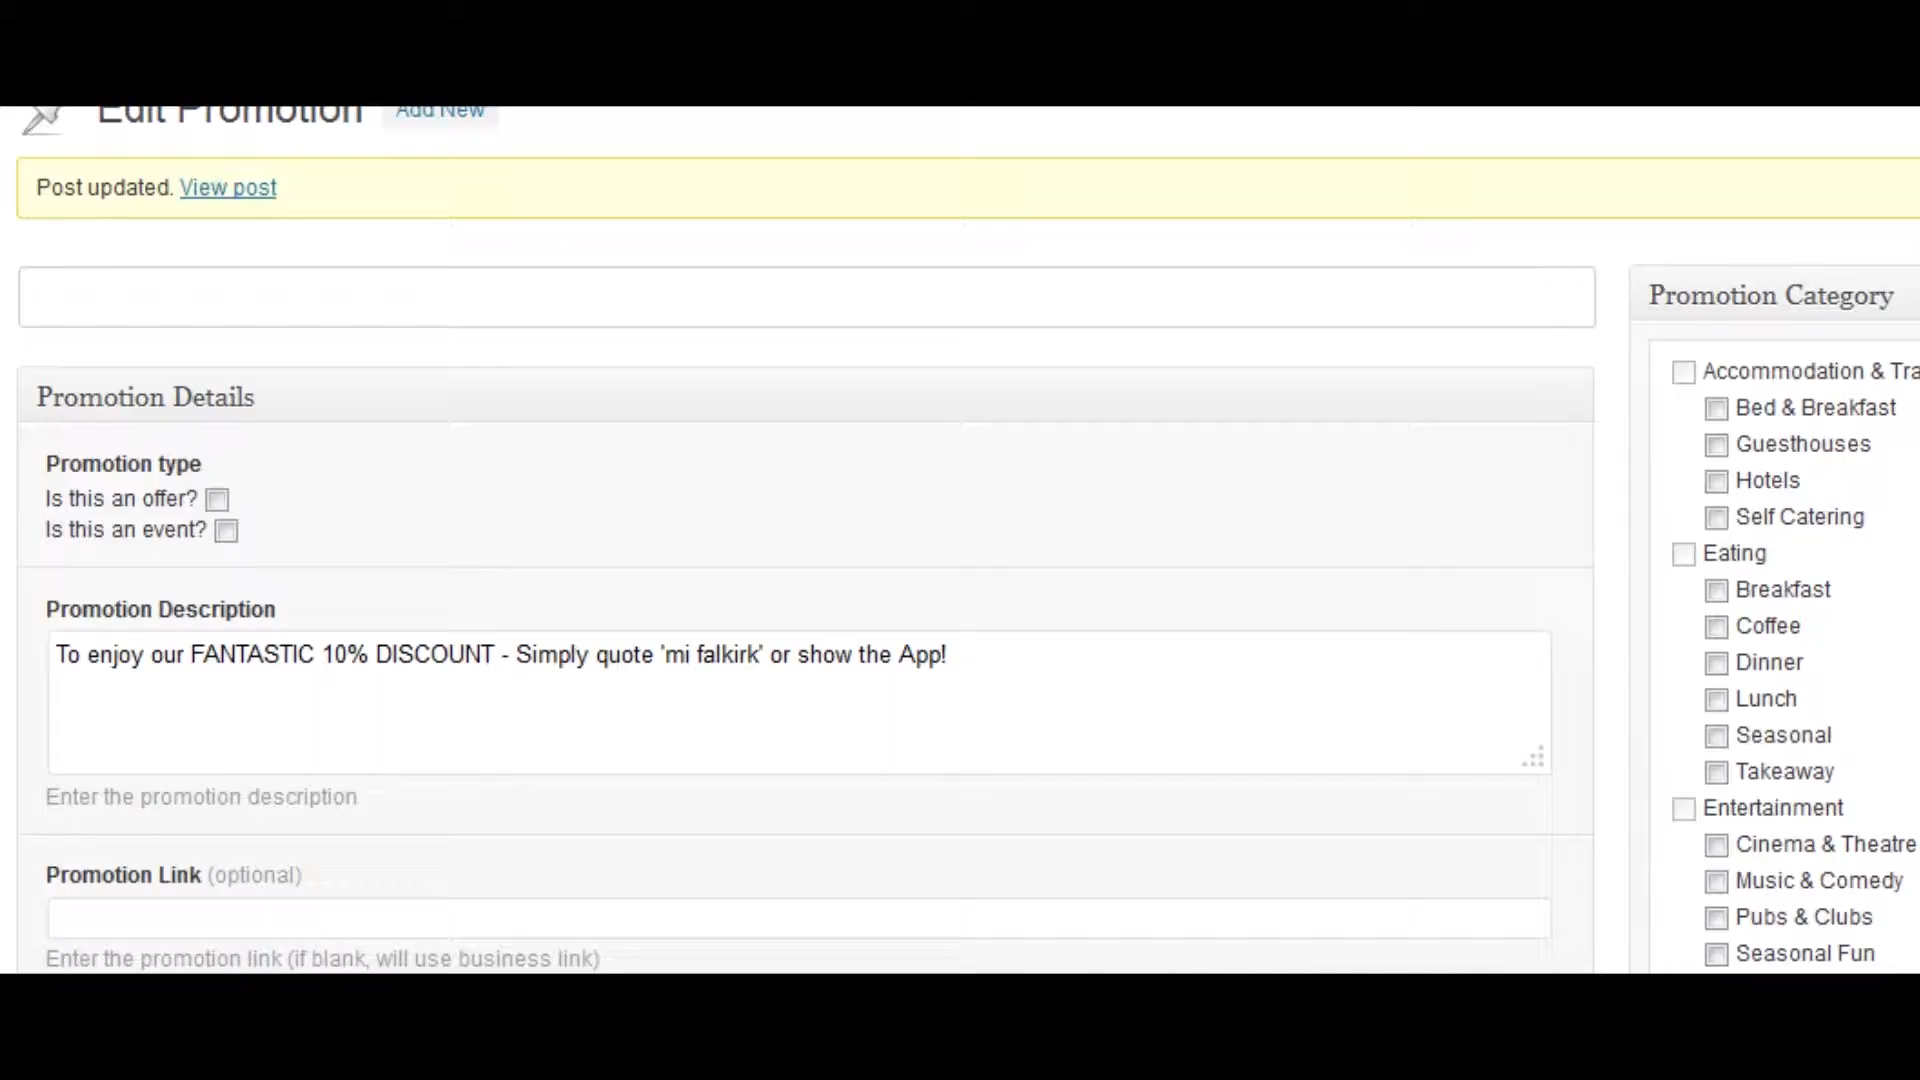 Edit Promotion Add New
Post updated. View post
Promotion Category
Promotion Details
Promotion type
Is this an offer?
Is this an event?
Promotion Description
To enjoy our FANTASTIC 10% DISCOUNT - Simply quote 'mi falkirk' or show the App!
Enter the promotion description
Promotion Link (optional)
Enter the promotion link (if blank, will use business link)
Accommodation & Tra
Bed & Breakfast
Guesthouses
Hotels
Self Catering
Eating
Breakfast
Coffee
Dinner
Lunch
Seasonal
Takeaway
Entertainment
Cinema & Theatre
Music & Comedy
Pubs & Clubs
Seasonal Fun